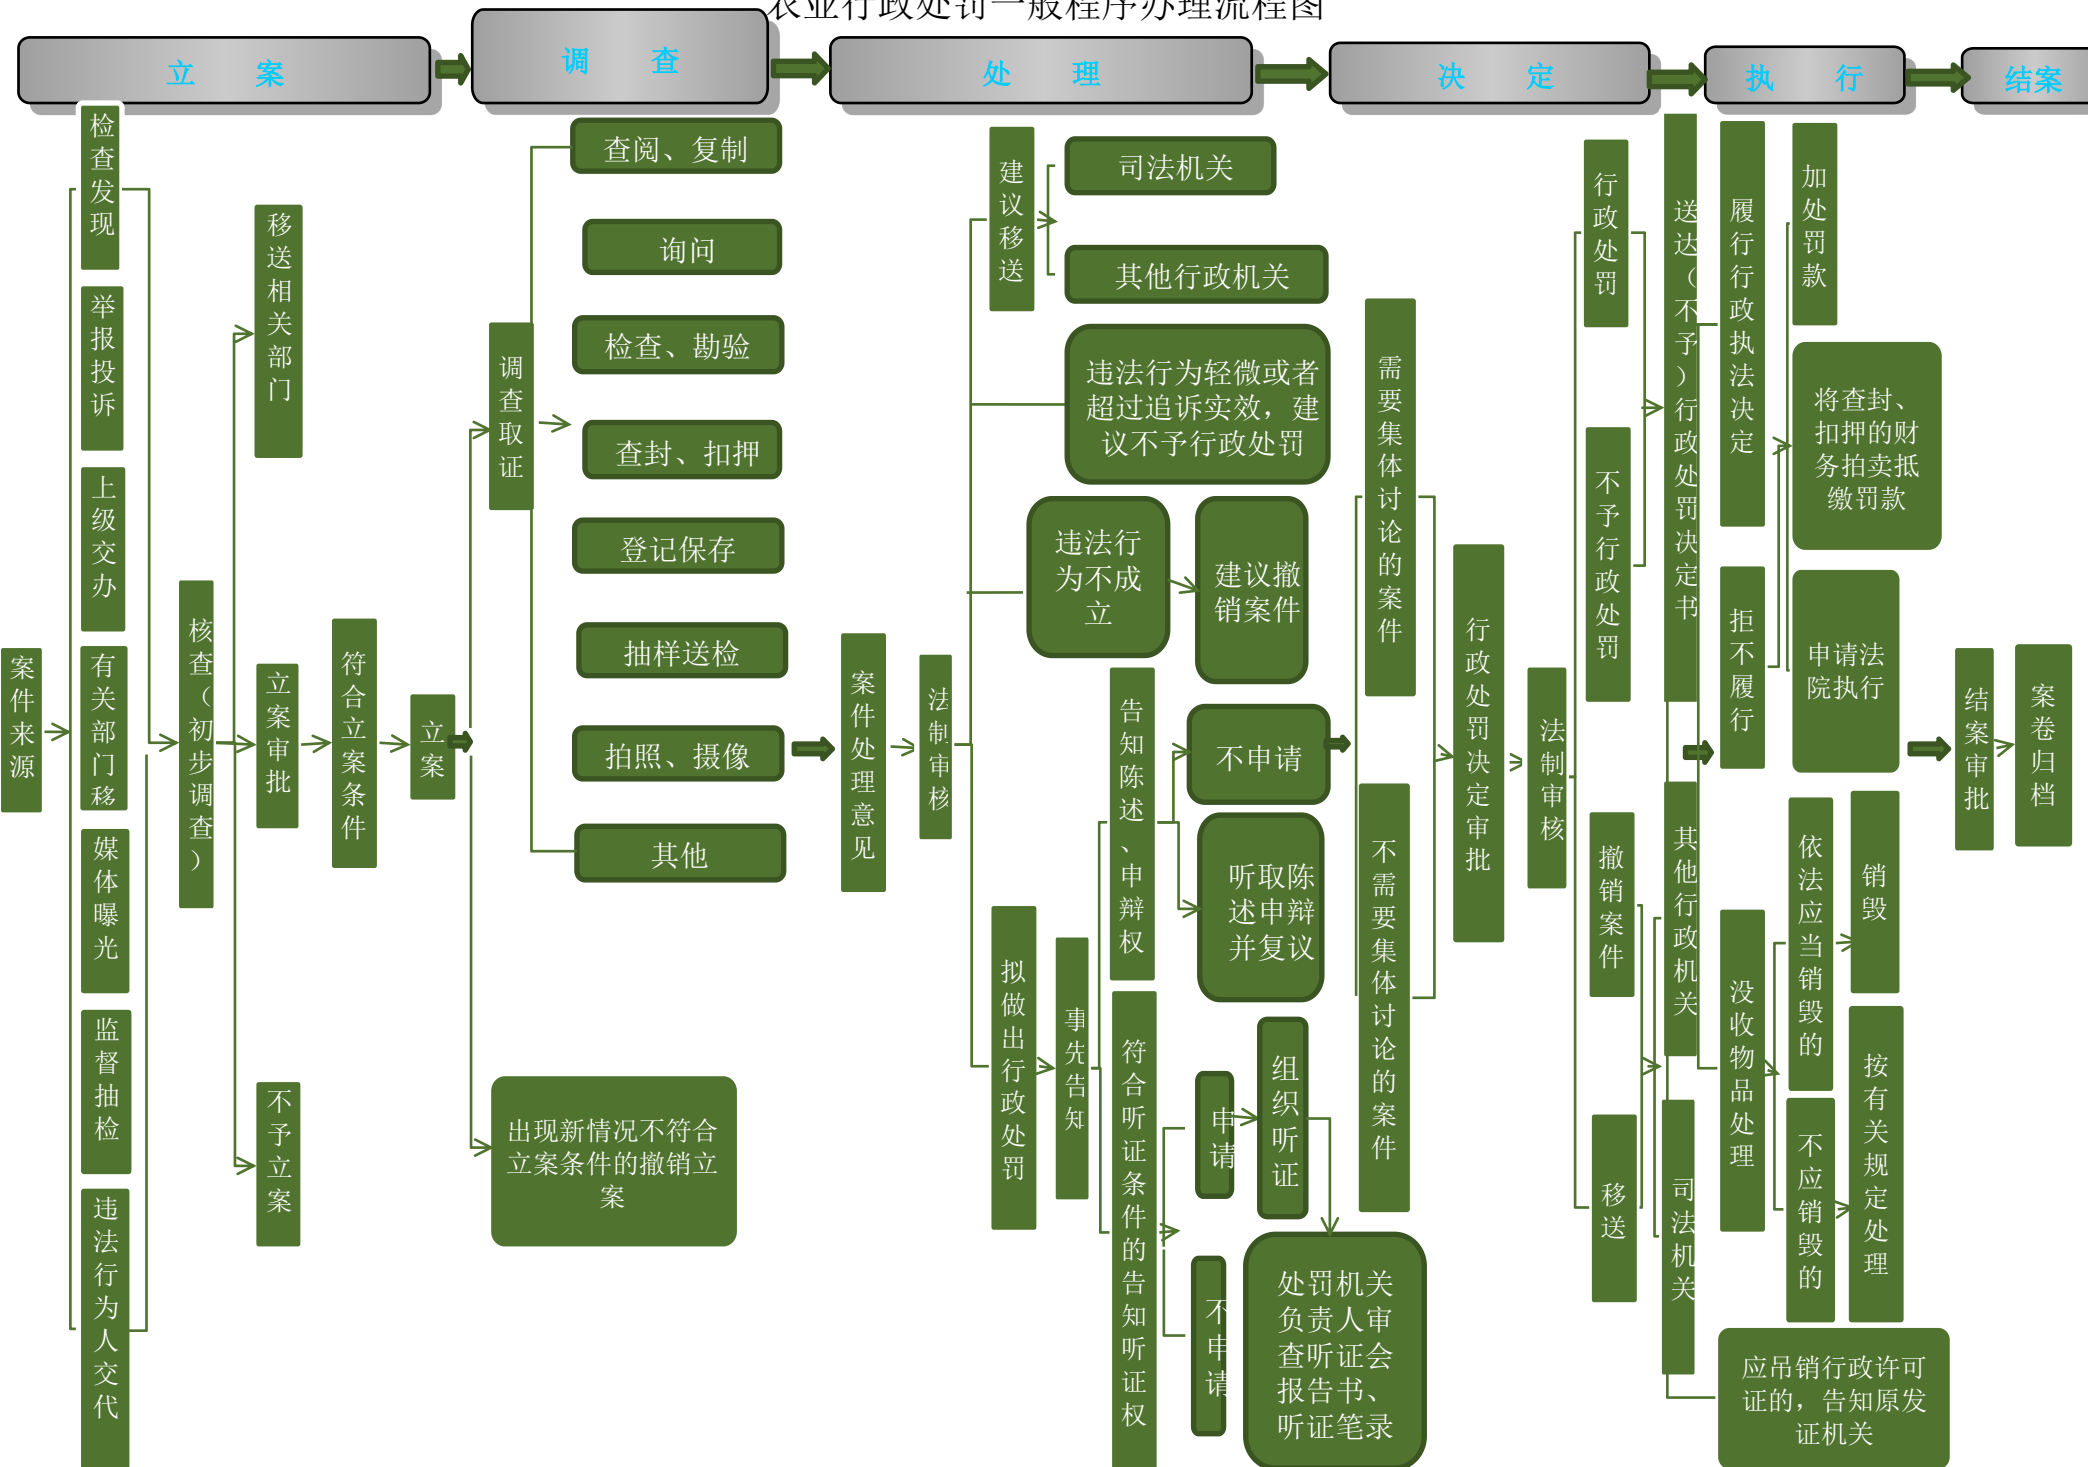 农业行政处罚一般程序办理流程图
立 案
调 查
处 理
决 定
执 行
结案
案件来源
检查发现
举报投诉
上级交办
有关部门移
媒体曝光
监督抽检
违法行为人交代
核查（初步调查）
移送相关部门
立案审批
不予立案
符合立案条件
立案
调查取证
出现新情况不符合
立案条件的撤销立
案
查阅、复制
询问
检查、勘验
查封、扣押
登记保存
抽样送检
拍照、摄像
其他
案件处理意见
法制审核
建议移送
司法机关
其他行政机关
违法行为轻微或者
超过追诉实效，建
议不予行政处罚
违法行
为不成
立
建议撤
销案件
拟做出行政处罚
事先告知
告知陈述、申辩权
不申请
听取陈
述申辩
并复议
符合听证条件的告知听证权
申请
不申请
组织听证
处罚机关
负责人审
查听证会
报告书、
听证笔录
需要集体讨论的案件
不需要集体讨论的案件
行政处罚决定审批
法制审核
行政处罚
不予行政处罚
撤销案件
移送
送达（不予）行政处罚决定书
其他行政机关
司法机关
履行行政执法决定
拒不履行
没收物品处理
加处罚款
将查封、
扣押的财
务拍卖抵
缴罚款
申请法
院执行
依法应当销毁的
销毁
不应销毁的
按有关规定处理
应吊销行政许可
证的，告知原发
证机关
结案审批
案卷归档